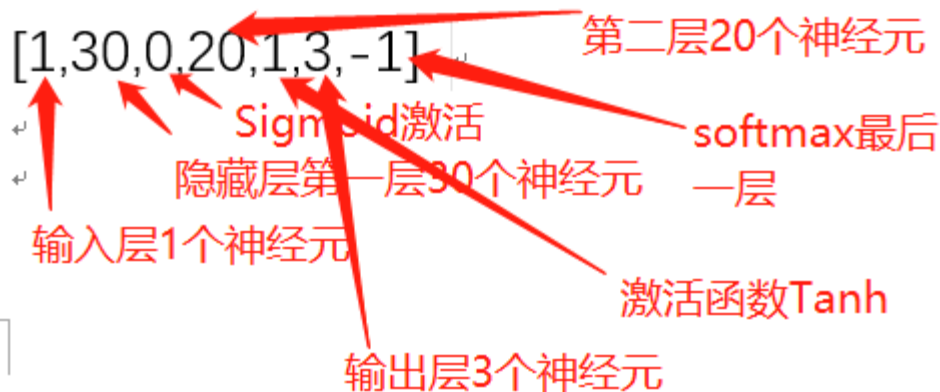 第二层20个神经元
[1,30,0,20,1,3,-1]
Sigmoid激活
softmax最后
一层
隐藏层第一层30个神经元
输入层1个神经元
激活函数Tanh
输出层3个神经元